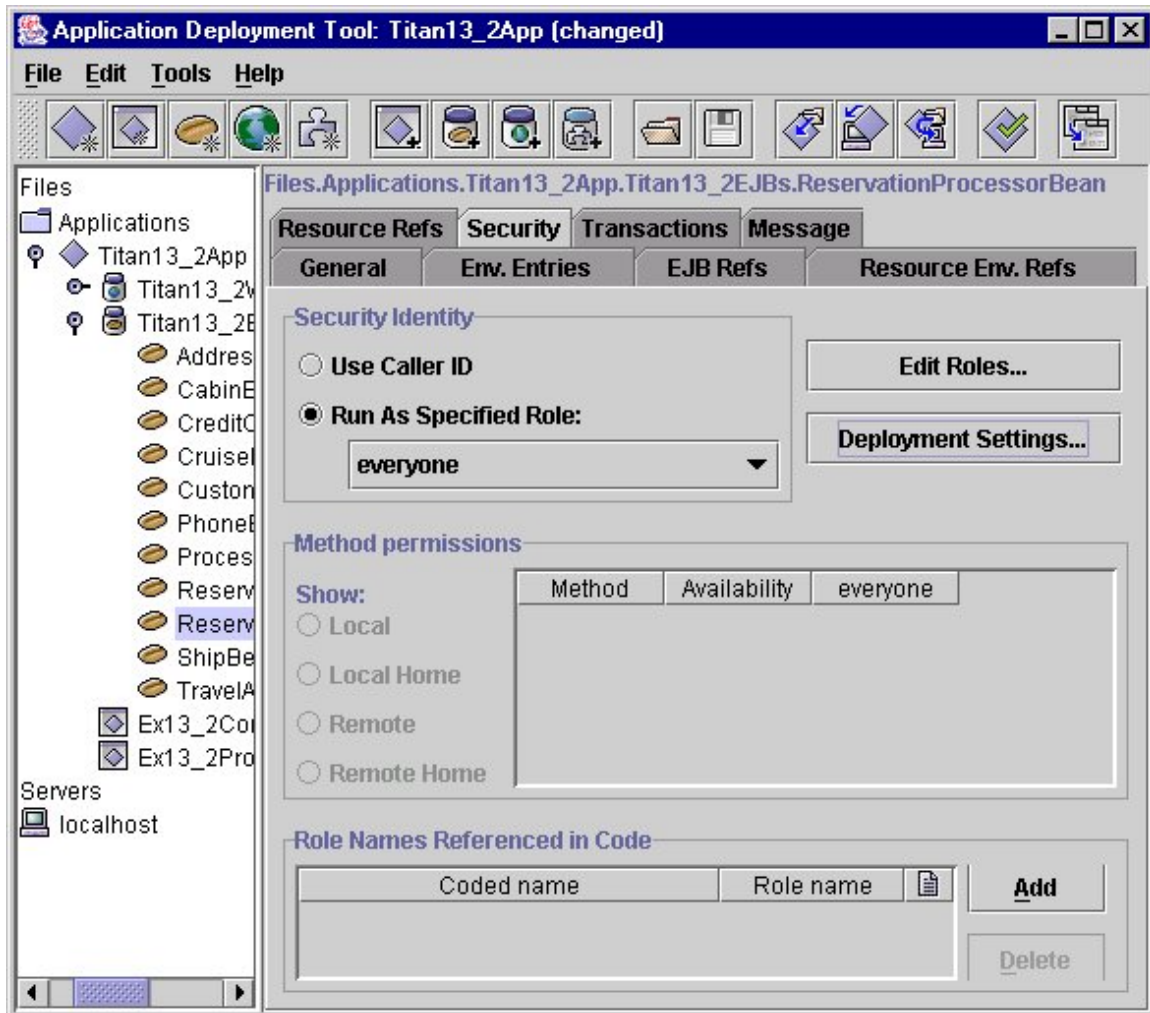 Application Deployment Tool: Titan13_2App (changed)
File Edit Tools Help
Files
Applications
Titan13_2App
Titan13_2V
Titan13_2E
Addres
CabinE
CreditC
Cruisel
Custon
PhoneE
Proces
Reserv
Reserv
ShipBe
TravelA
Ex13_2Coi
Ex13_2Pro
Servers
localhost
Files.Applications.Titan13_2App.Titan13_2EJBs.ReservationProcessorBean
Resource Refs Security Transactions Message
General Env. Entries EJB Refs Resource Env. Refs
Security Identity
Use Caller ID
Run As Specified Role:
everyone
Edit Roles...
Deployment Settings...
Method permissions
Show:
Local
Local Home
Remote
Remote Home
Method Availability everyone
Role Names Referenced in Code
Coded name Role name
Add
Delete